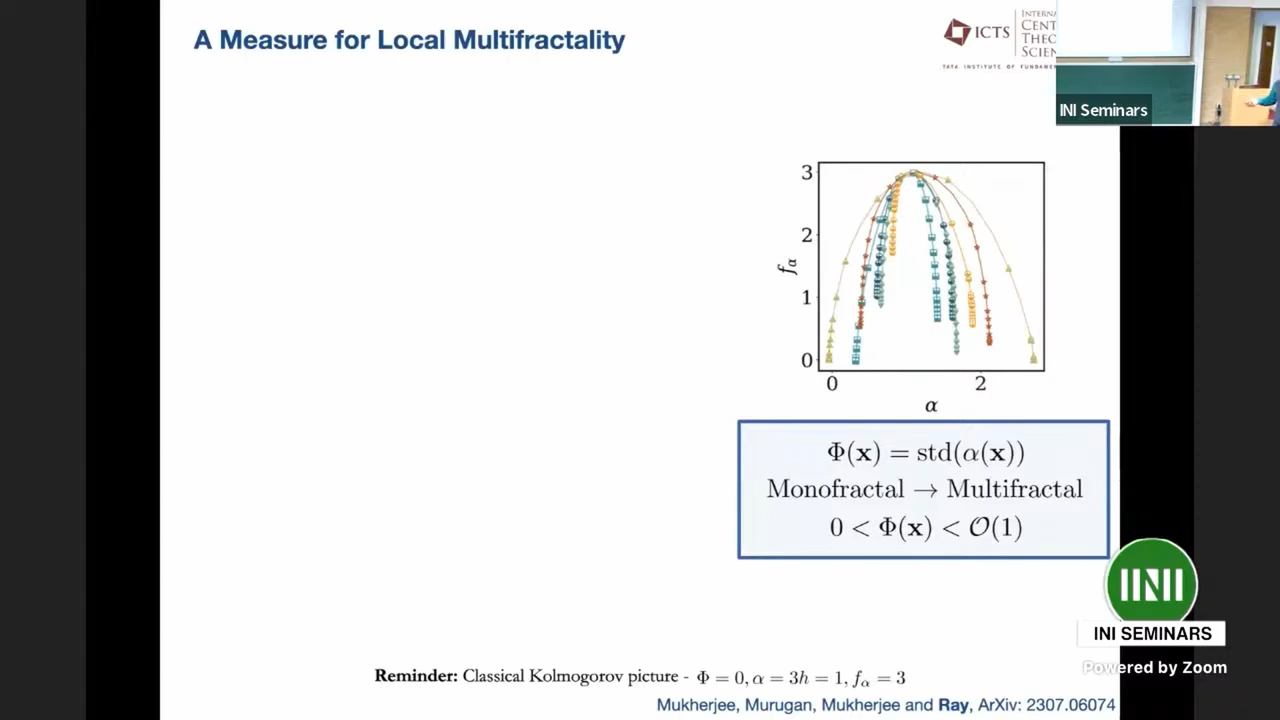 A Measure for Local Multifractality
ICTS
INTERNA
CENT
THEO
SCIEN
TATA INSTITUTE OF FUNDAME
INI Seminars
3
2
1
0
f_α
0 2
α
Φ(x) = std(α(x))
Monofractal → Multifractal
0 < Φ(x) < 𝒪(1)
INI
INI SEMINARS
Powered by Zoom
Reminder: Classical Kolmogorov picture - Φ = 0, α = 3h = 1, f_α = 3
Mukherjee, Murugan, Mukherjee and Ray, ArXiv: 2307.06074